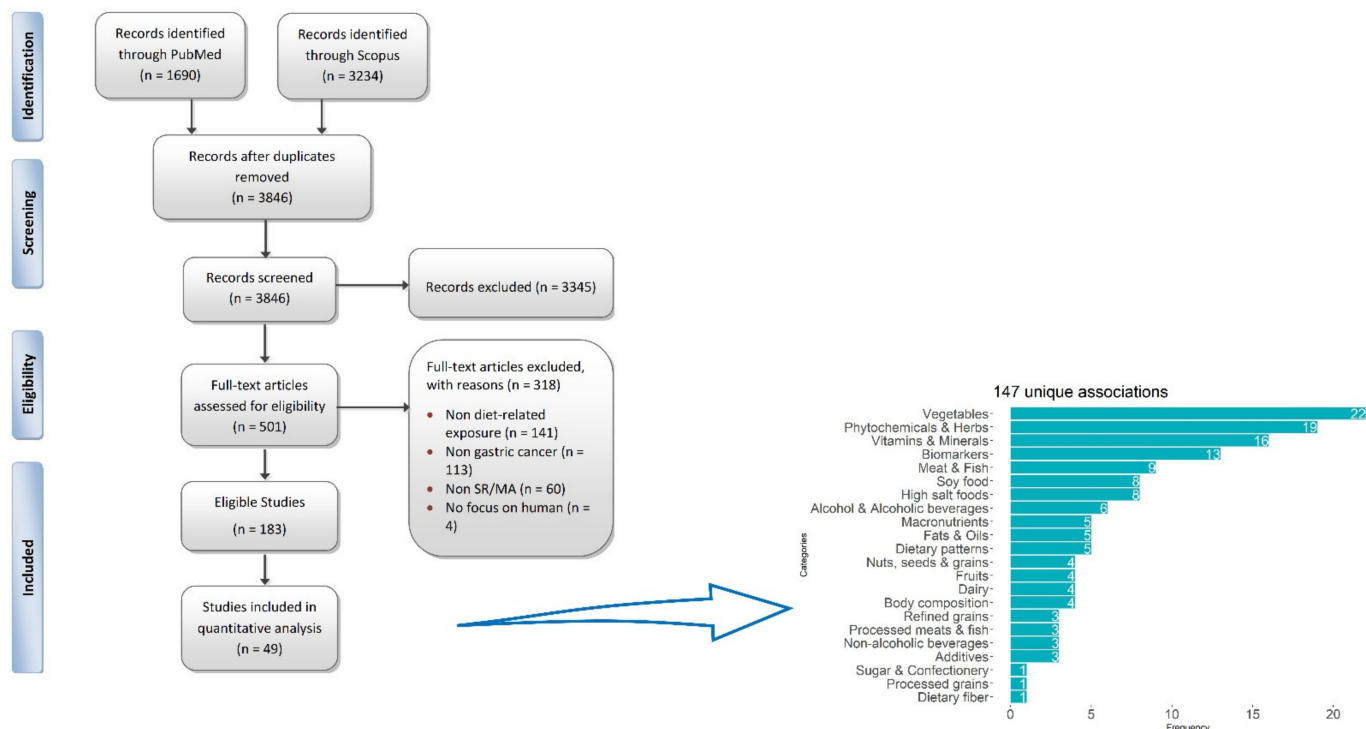 Identification
Records identified
through PubMed
(n = 1690)
Records identified
through Scopus
(n = 3234)
Records after duplicates
removed
(n = 3846)
Screening
Records screened
(n = 3846)
Records excluded (n = 3345)
Eligibility
Full-text articles
assessed for eligibility
(n = 501)
Full-text articles excluded,
with reasons (n = 318)
• Non diet-related
exposure (n = 141)
• Non gastric cancer (n =
113)
• Non SR/MA (n = 60)
• No focus on human (n =
4)
Included
Eligible Studies
(n = 183)
Studies included in
quantitative analysis
(n = 49)
147 unique associations
Categories
Vegetables 22
Phytochemicals & Herbs 19
Vitamins & Minerals 16
Biomarkers 13
Meat & Fish 9
Soy food 8
High salt foods 8
Alcohol & Alcoholic beverages 6
Macronutrients 5
Fats & Oils 5
Dietary patterns 5
Nuts, seeds & grains 4
Fruits 4
Dairy 4
Body composition 4
Refined grains 3
Processed meats & fish 3
Non-alcoholic beverages 3
Additives 3
Sugar & Confectionery 1
Processed grains 1
Dietary fiber 1
0 5 10 15 20
Frequency